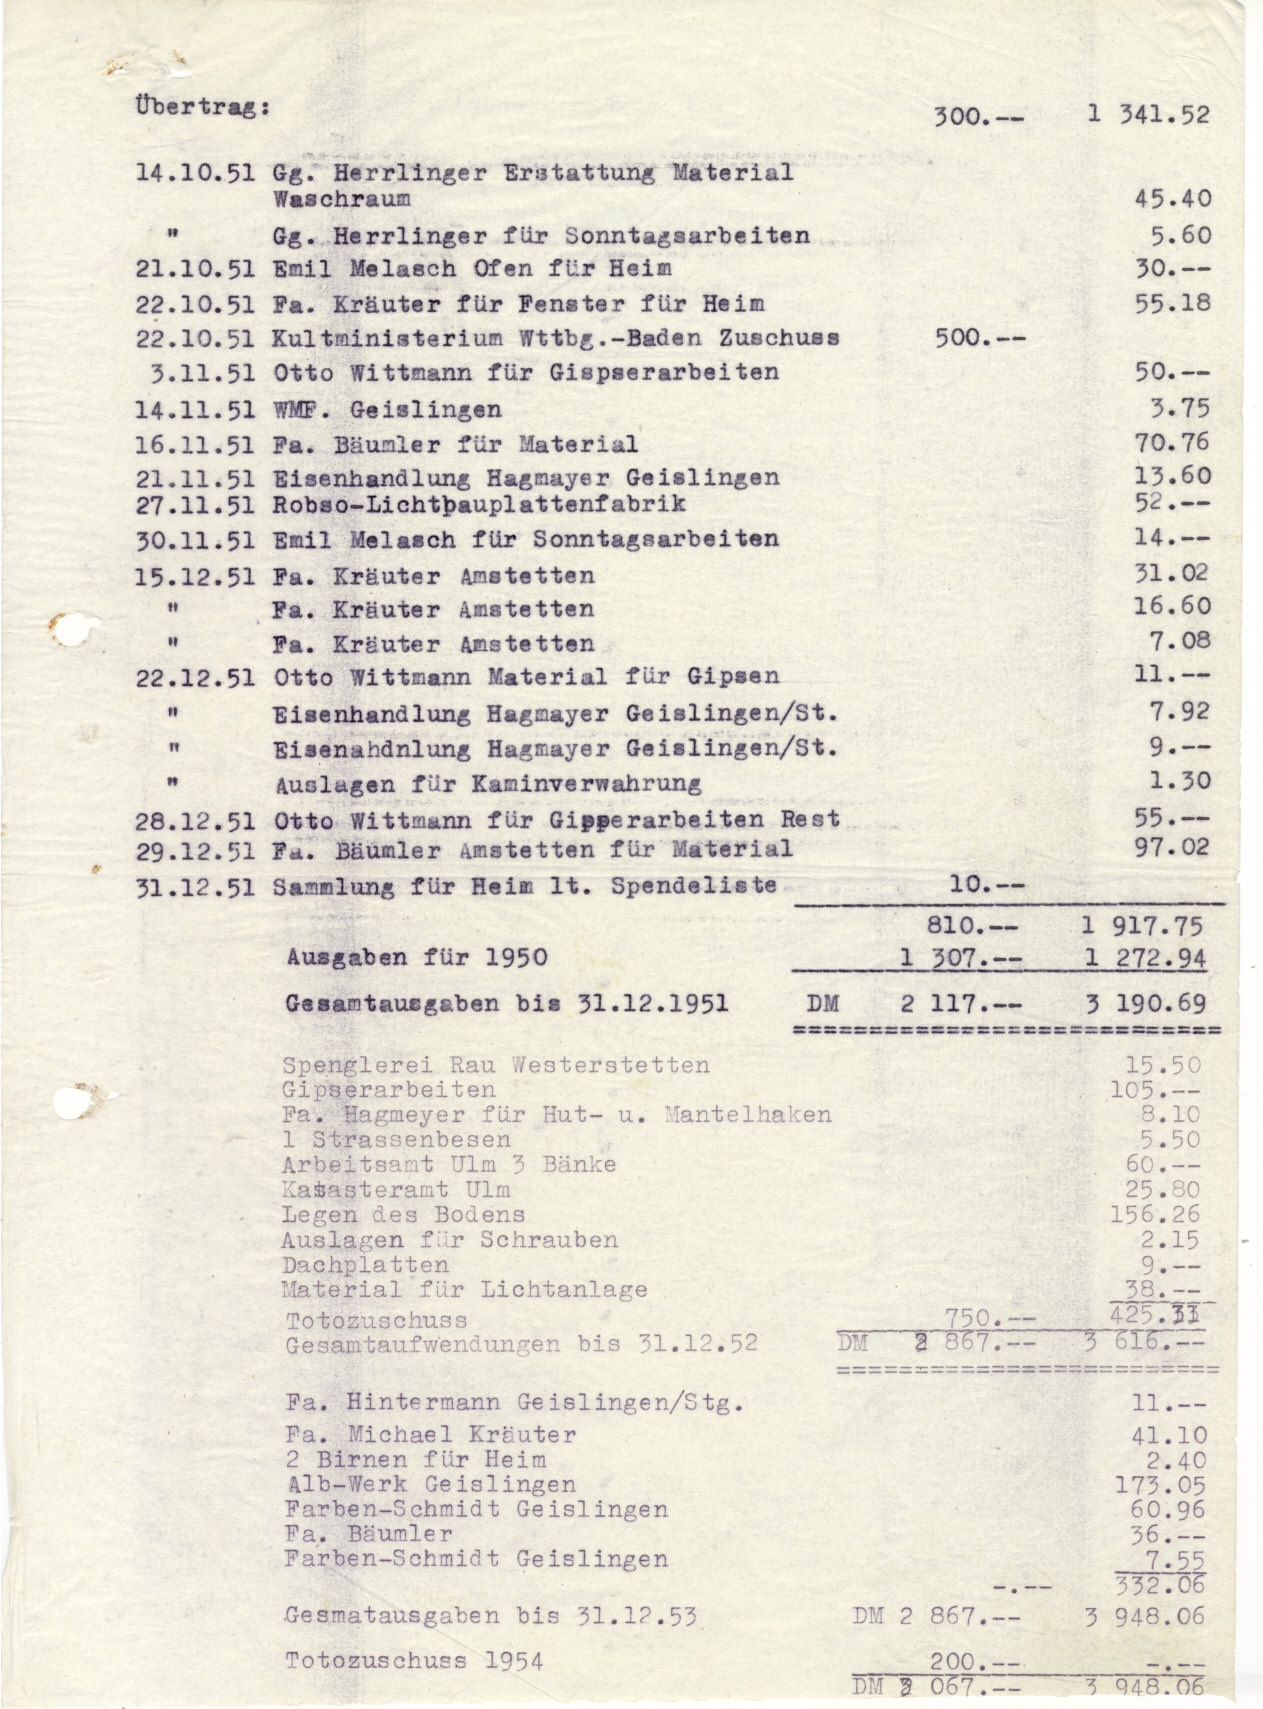 Übertrag: 300.-- 1 341.52
14.10.51 Gg. Herrlinger Erstattung Material
Waschraum 45.40
" Gg. Herrlinger für Sonntagsarbeiten 5.60
21.10.51 Emil Melasch Ofen für Heim 30.--
22.10.51 Fa. Kräuter für Fenster für Heim 55.18
22.10.51 Kultministerium Wttbg.-Baden Zuschuss 500.--
3.11.51 Otto Wittmann für Gispserarbeiten 50.--
14.11.51 WMF. Geislingen 3.75
16.11.51 Fa. Bäumler für Material 70.76
21.11.51 Eisenhandlung Hagmayer Geislingen 13.60
27.11.51 Robso-Lichtbauplattenfabrik 52.--
30.11.51 Emil Melasch für Sonntagsarbeiten 14.--
15.12.51 Fa. Kräuter Amstetten 31.02
" Fa. Kräuter Amstetten 16.60
" Fa. Kräuter Amstetten 7.08
22.12.51 Otto Wittmann Material für Gipsen 11.--
" Eisenhandlung Hagmayer Geislingen/St. 7.92
" Eisenahdnlung Hagmayer Geislingen/St. 9.--
" Auslagen für Kaminverwahrung 1.30
28.12.51 Otto Wittmann für Gipperarbeiten Rest 55.--
29.12.51 Fa. Bäumler Amstetten für Material 97.02
31.12.51 Sammlung für Heim lt. Spendeliste 10.--
810.-- 1 917.75
Ausgaben für 1950 1 307.-- 1 272.94
Gesamtausgaben bis 31.12.1951 DM 2 117.-- 3 190.69
============================
Spenglerei Rau Westerstetten 15.50
Gipserarbeiten 105.--
Fa. Hagmeyer für Hut- u. Mantelhaken 8.10
1 Strassenbesen 5.50
Arbeitsamt Ulm 3 Bänke 60.--
Katasteramt Ulm 25.80
Legen des Bodens 156.26
Auslagen für Schrauben 2.15
Dachplatten 9.--
Material für Lichtanlage 38.--
Totozuschuss 750.-- 425.31
Gesamtaufwendungen bis 31.12.52 DM 2 867.-- 3 616.--
=========================
Fa. Hintermann Geislingen/Stg. 11.--
Fa. Michael Kräuter 41.10
2 Birnen für Heim 2.40
Alb-Werk Geislingen 173.05
Farben-Schmidt Geislingen 60.96
Fa. Bäumler 36.--
Farben-Schmidt Geislingen 7.55
-.-- 332.06
Gesmatausgaben bis 31.12.53 DM 2 867.-- 3 948.06
Totozuschuss 1954 200.-- -.--
DM 3 067.-- 3 948.06